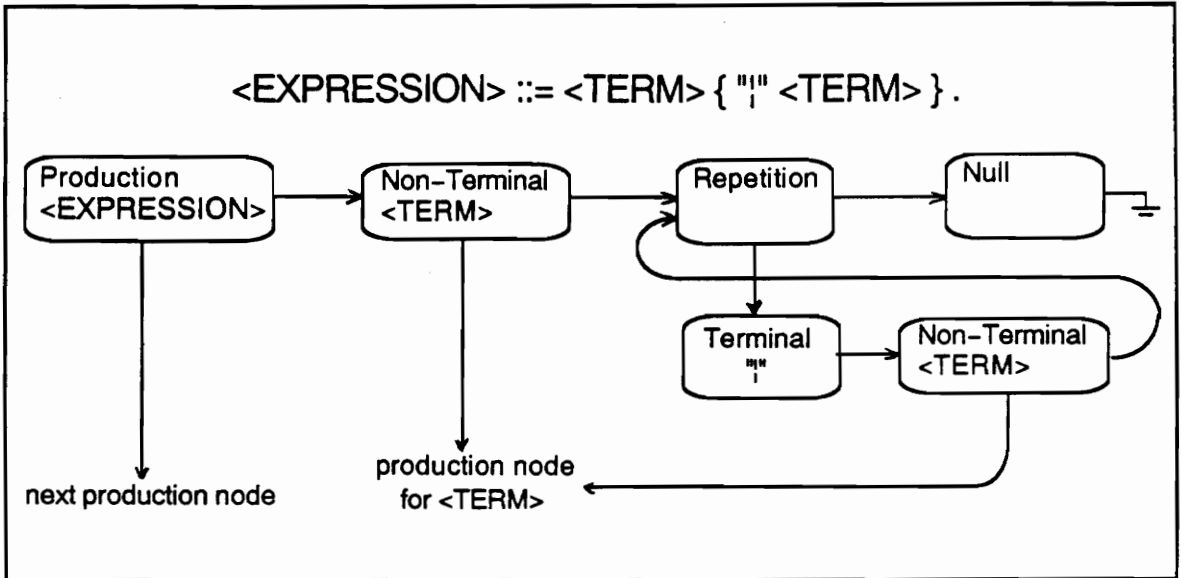 <EXPRESSION> ::= <TERM> { "¦" <TERM> } .
Production
<EXPRESSION>
Non-Terminal
<TERM>
Repetition
Null
Terminal
"¦"
Non-Terminal
<TERM>
production node
for <TERM>
next production node